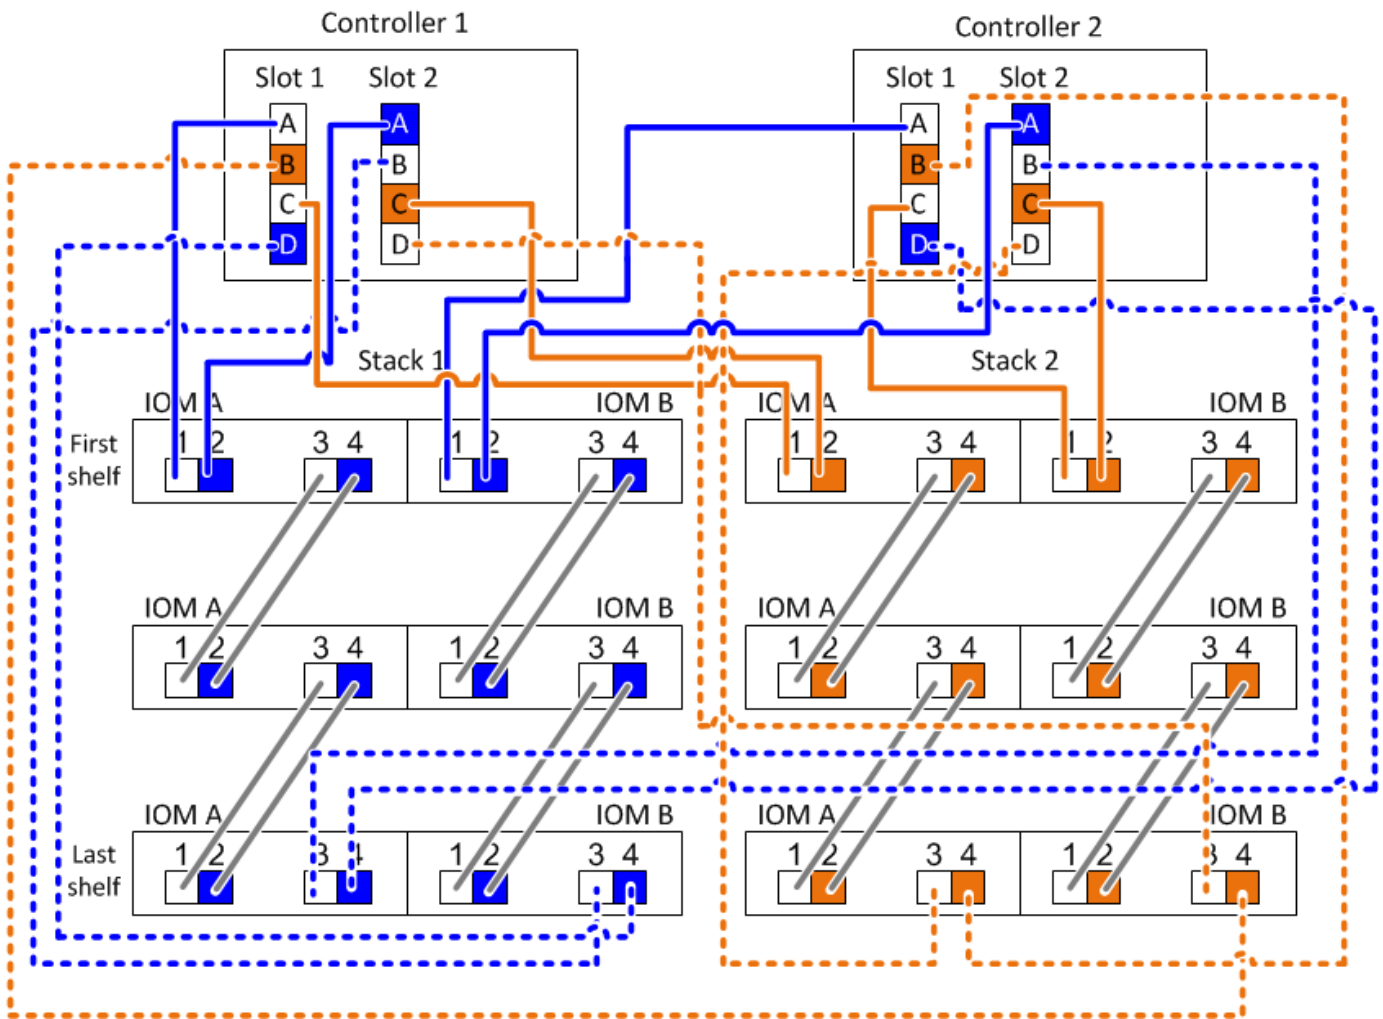 Controller 1
Controller 2
Slot 1 Slot 2
Slot 1 Slot 2
A A
B B
C C
D D
A A
B B
C C
D D
Stack 1
Stack 2
IOM A IOM B
IOM A IOM B
First
shelf
1 2 3 4 1 2 3 4
1 2 3 4 1 2 3 4
IOM A IOM B
IOM A IOM B
1 2 3 4 1 2 3 4
1 2 3 4 1 2 3 4
IOM A IOM B
IOM A IOM B
Last
shelf
1 2 3 4 1 2 3 4
1 2 3 4 1 2 3 4